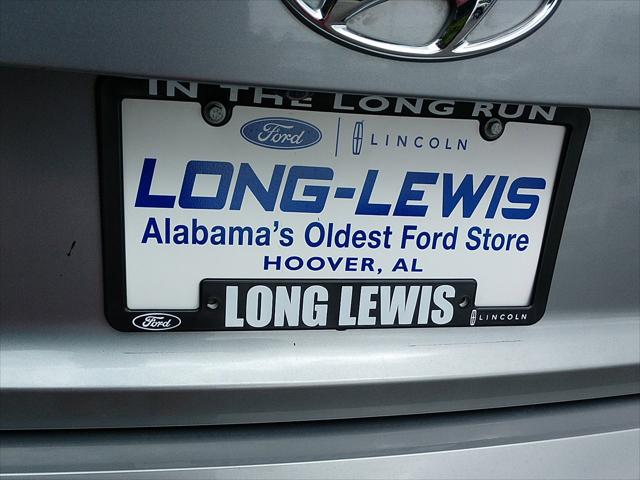 IN THE LONG RUN
Ford LINCOLN
LONG-LEWIS
Alabama's Oldest Ford Store
HOOVER, AL
LONG LEWIS
Ford LINCOLN